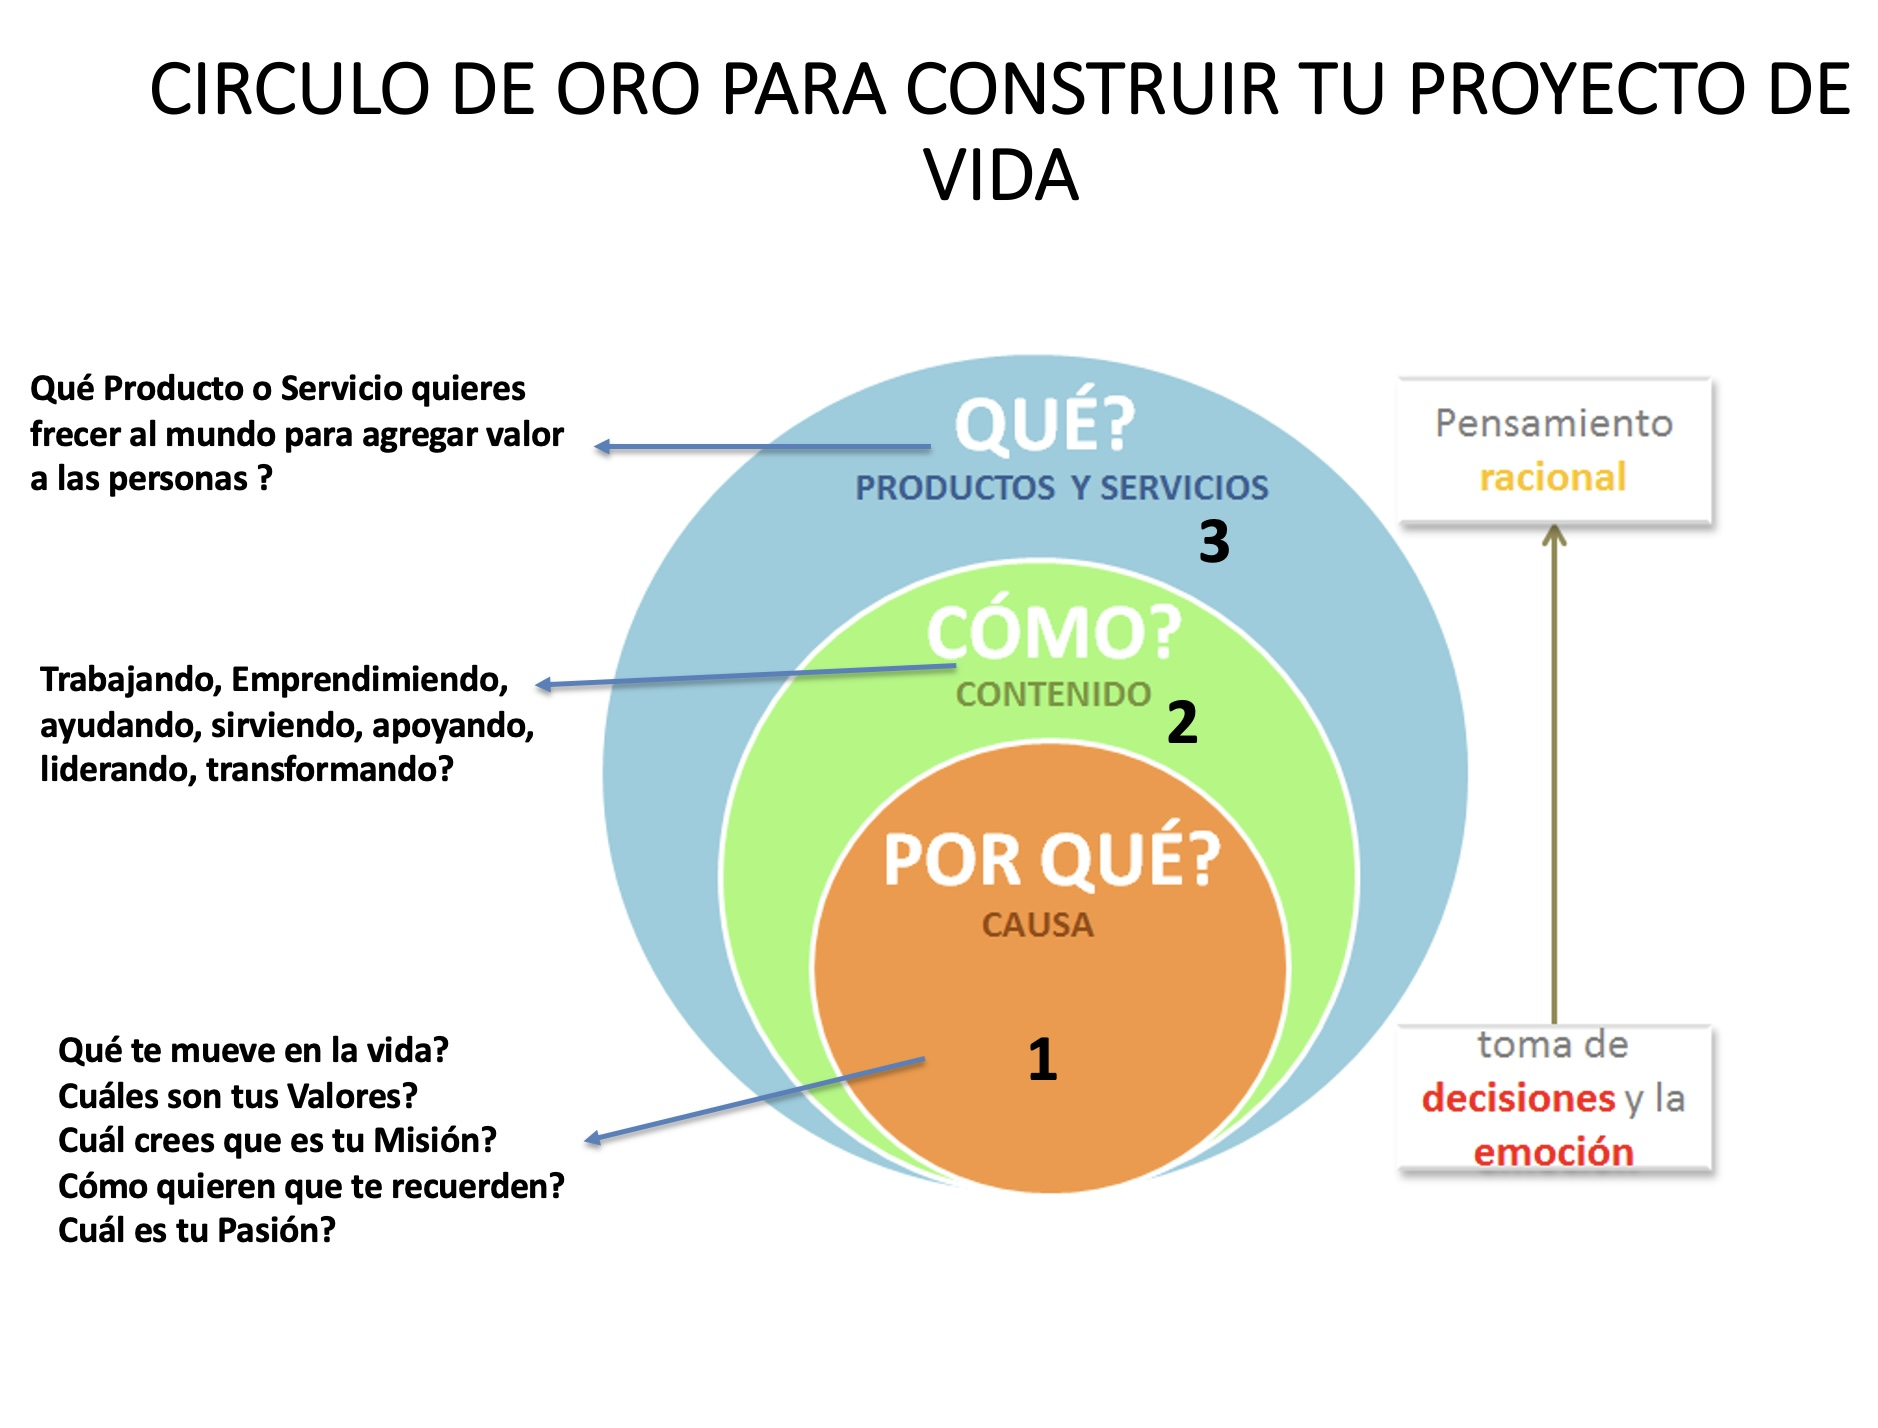 CIRCULO DE ORO PARA CONSTRUIR TU PROYECTO DE
VIDA
Qué Producto o Servicio quieres
frecer al mundo para agregar valor
a las personas ?
QUÉ?
PRODUCTOS Y SERVICIOS
3
Pensamiento
racional
Trabajando, Emprendimiendo,
ayudando, sirviendo, apoyando,
liderando, transformando?
CÓMO?
CONTENIDO
2
POR QUÉ?
CAUSA
1
Qué te mueve en la vida?
Cuáles son tus Valores?
Cuál crees que es tu Misión?
Cómo quieren que te recuerden?
Cuál es tu Pasión?
toma de
decisiones y la
emoción